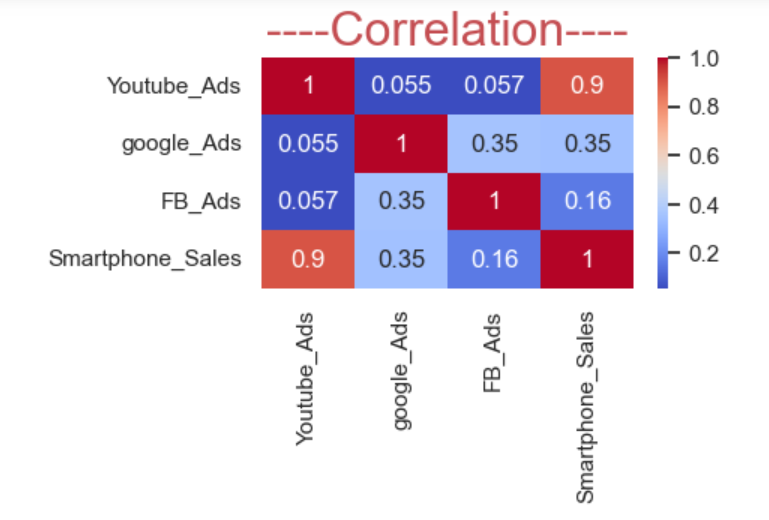 ----Correlation----
Youtube_Ads 1 0.055 0.057 0.9
google_Ads 0.055 1 0.35 0.35
FB_Ads 0.057 0.35 1 0.16
Smartphone_Sales 0.9 0.35 0.16 1
Youtube_Ads google_Ads FB_Ads Smartphone_Sales
1.0
0.8
0.6
0.4
0.2